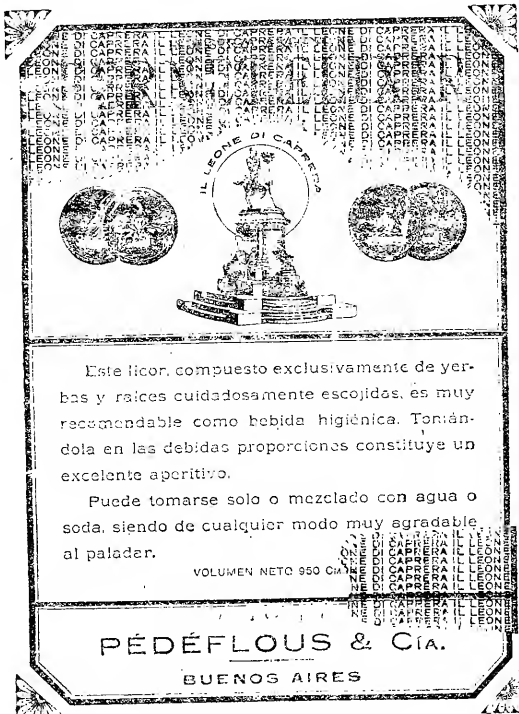 IL LEONE DI CAPRERA
Este licor, compuesto exclusivamente de yer-
bas y raíces cuidadosamente escojidas, es muy
recomendable como bebida higiénica. Tomán-
dola en las debidas proporciones constituye un
excelente aperitivo.
Puede tomarse solo o mezclado con agua o
soda, siendo de cualquier modo muy agradable
al paladar.
VOLUMEN NETO 950 CM
PÉDÉFLOUS & CÍA.
BUENOS AIRES